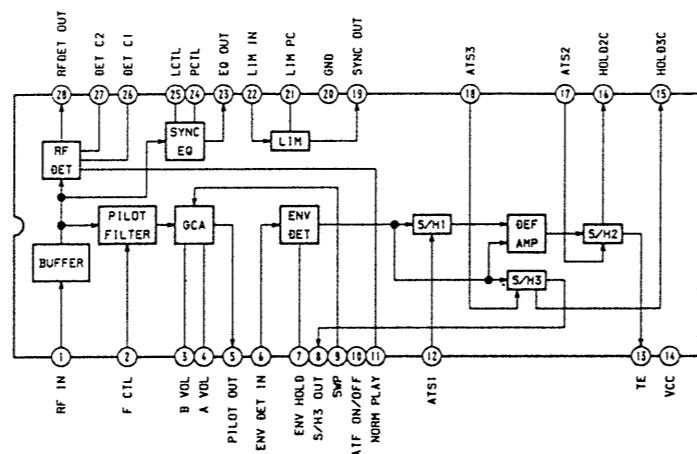 RFDET OUT
DET C2
DET C1
LCTL
PCTL
EQ OUT
LIM IN
LIM PC
GND
SYNC OUT
ATS3
ATS2
HOLD2C
HOLD3C
28
27
26
25
24
23
22
21
20
19
18
17
16
15
RF
DET
SYNC
EQ
LIM
PILOT
FILTER
GCA
ENV
DET
S/H1
DEF
AMP
S/H2
BUFFER
S/H3
1
2
3
4
5
6
7
8
9
10
11
12
13
14
RF IN
F CTL
B VOL
A VOL
PILOT OUT
ENV DET IN
ENV HOLD
S/H3 OUT
SWP
ATF ON/OFF
NORM PLAY
ATS1
TE
VCC